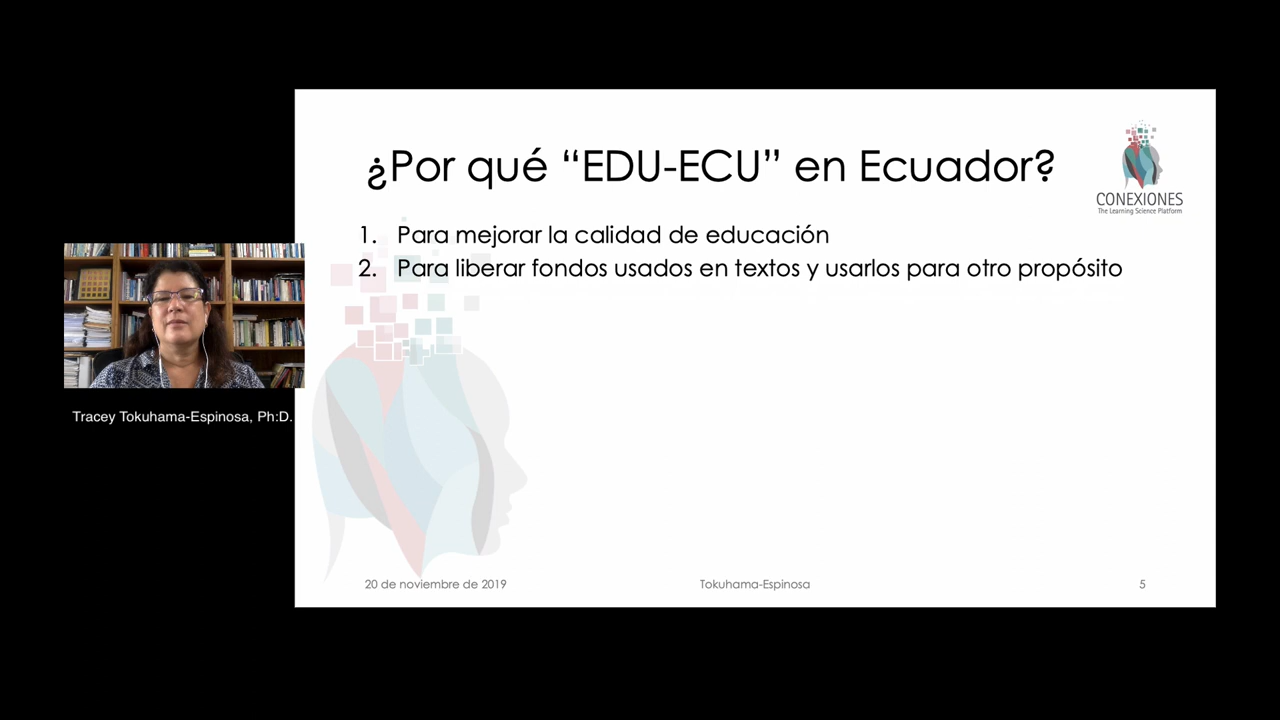 ¿Por qué “EDU-ECU” en Ecuador?
CONEXIONES
The Learning Science Platform
1. Para mejorar la calidad de educación
2. Para liberar fondos usados en textos y usarlos para otro propósito
Tracey Tokuhama-Espinosa, Ph:D.
20 de noviembre de 2019
Tokuhama-Espinosa
5